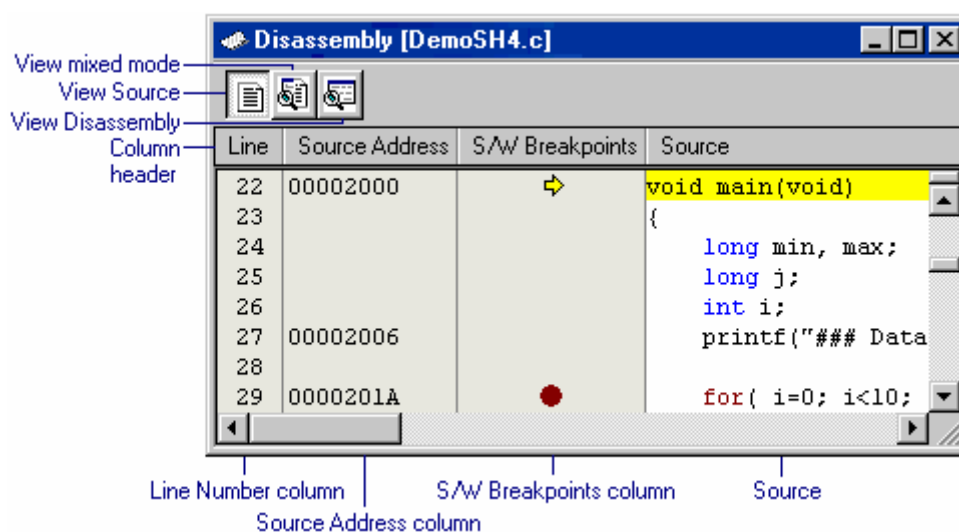 Disassembly [DemoSH4.c]
View mixed mode
View Source
View Disassembly
Column header
Line Source Address S/W Breakpoints Source
22 00002000 void main(void)
23 {
24 long min, max;
25 long j;
26 int i;
27 00002006 printf("### Data
28
29 0000201A for( i=0; i<10;
Line Number column S/W Breakpoints column Source
Source Address column